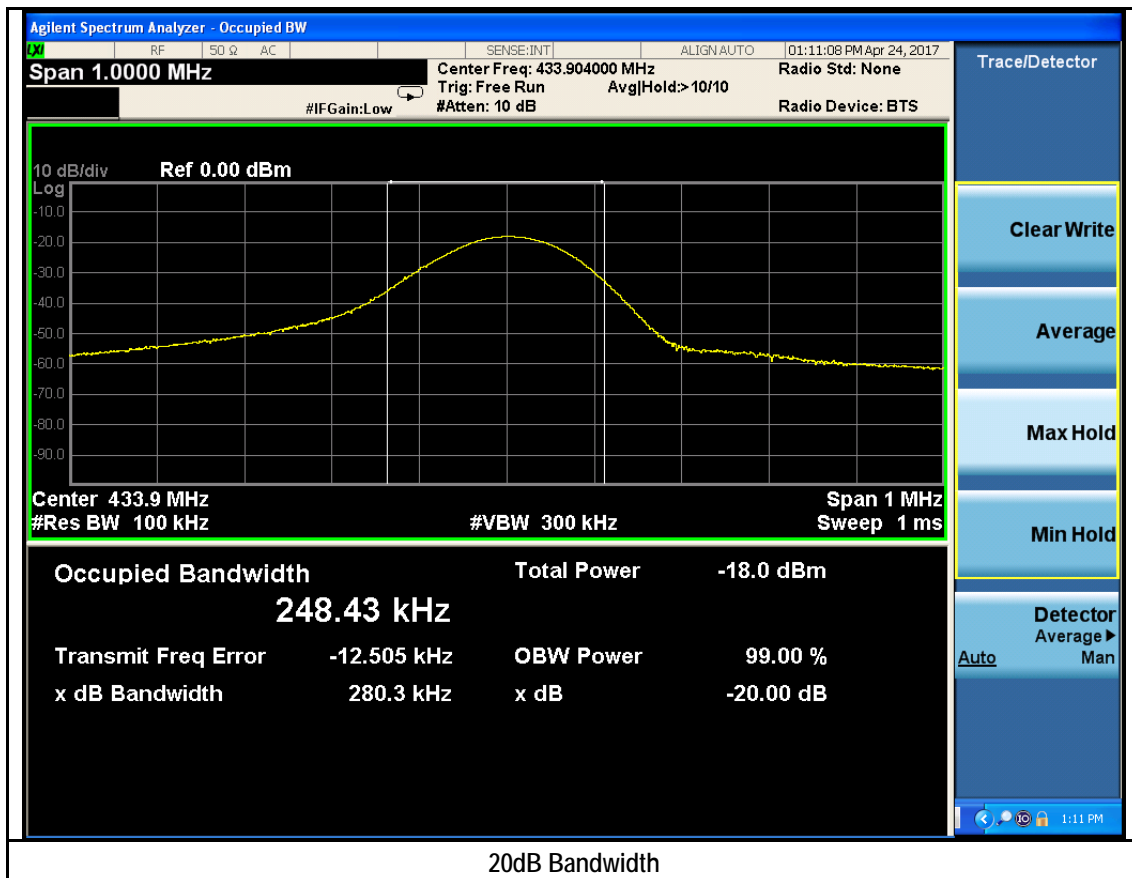 Agilent Spectrum Analyzer - Occupied BW
LXI RF 50 Ω AC SENSE:INT ALIGN AUTO 01:11:08 PM Apr 24, 2017
Span 1.0000 MHz
Center Freq: 433.904000 MHz
Radio Std: None
Trig: Free Run Avg|Hold:>10/10
#IFGain:Low
#Atten: 10 dB
Radio Device: BTS
Trace/Detector
10 dB/div Ref 0.00 dBm
Log
-10.0
-20.0
-30.0
-40.0
-50.0
-60.0
-70.0
-80.0
-90.0
Center 433.9 MHz
Span 1 MHz
#Res BW 100 kHz
#VBW 300 kHz
Sweep 1 ms
Occupied Bandwidth
248.43 kHz
Total Power -18.0 dBm
Transmit Freq Error -12.505 kHz
OBW Power 99.00 %
x dB Bandwidth 280.3 kHz
x dB -20.00 dB
Clear Write
Average
Max Hold
Min Hold
Detector
Average▶
Auto Man
10 1:11 PM
20dB Bandwidth